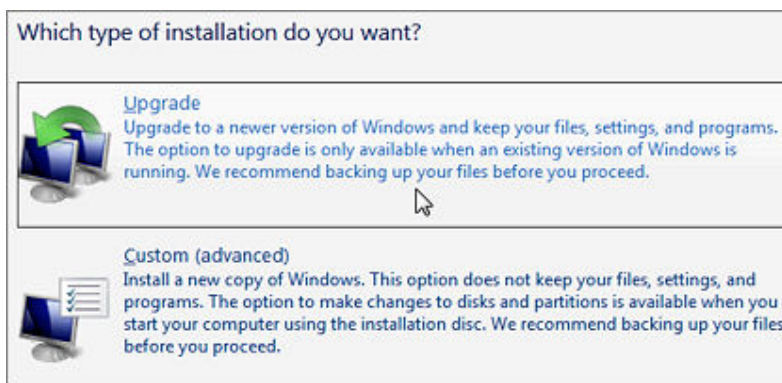 Which type of installation do you want?
Upgrade
Upgrade to a newer version of Windows and keep your files, settings, and programs.
The option to upgrade is only available when an existing version of Windows is
running. We recommend backing up your files before you proceed.
Custom (advanced)
Install a new copy of Windows. This option does not keep your files, settings, and
programs. The option to make changes to disks and partitions is available when you
start your computer using the installation disc. We recommend backing up your files
before you proceed.